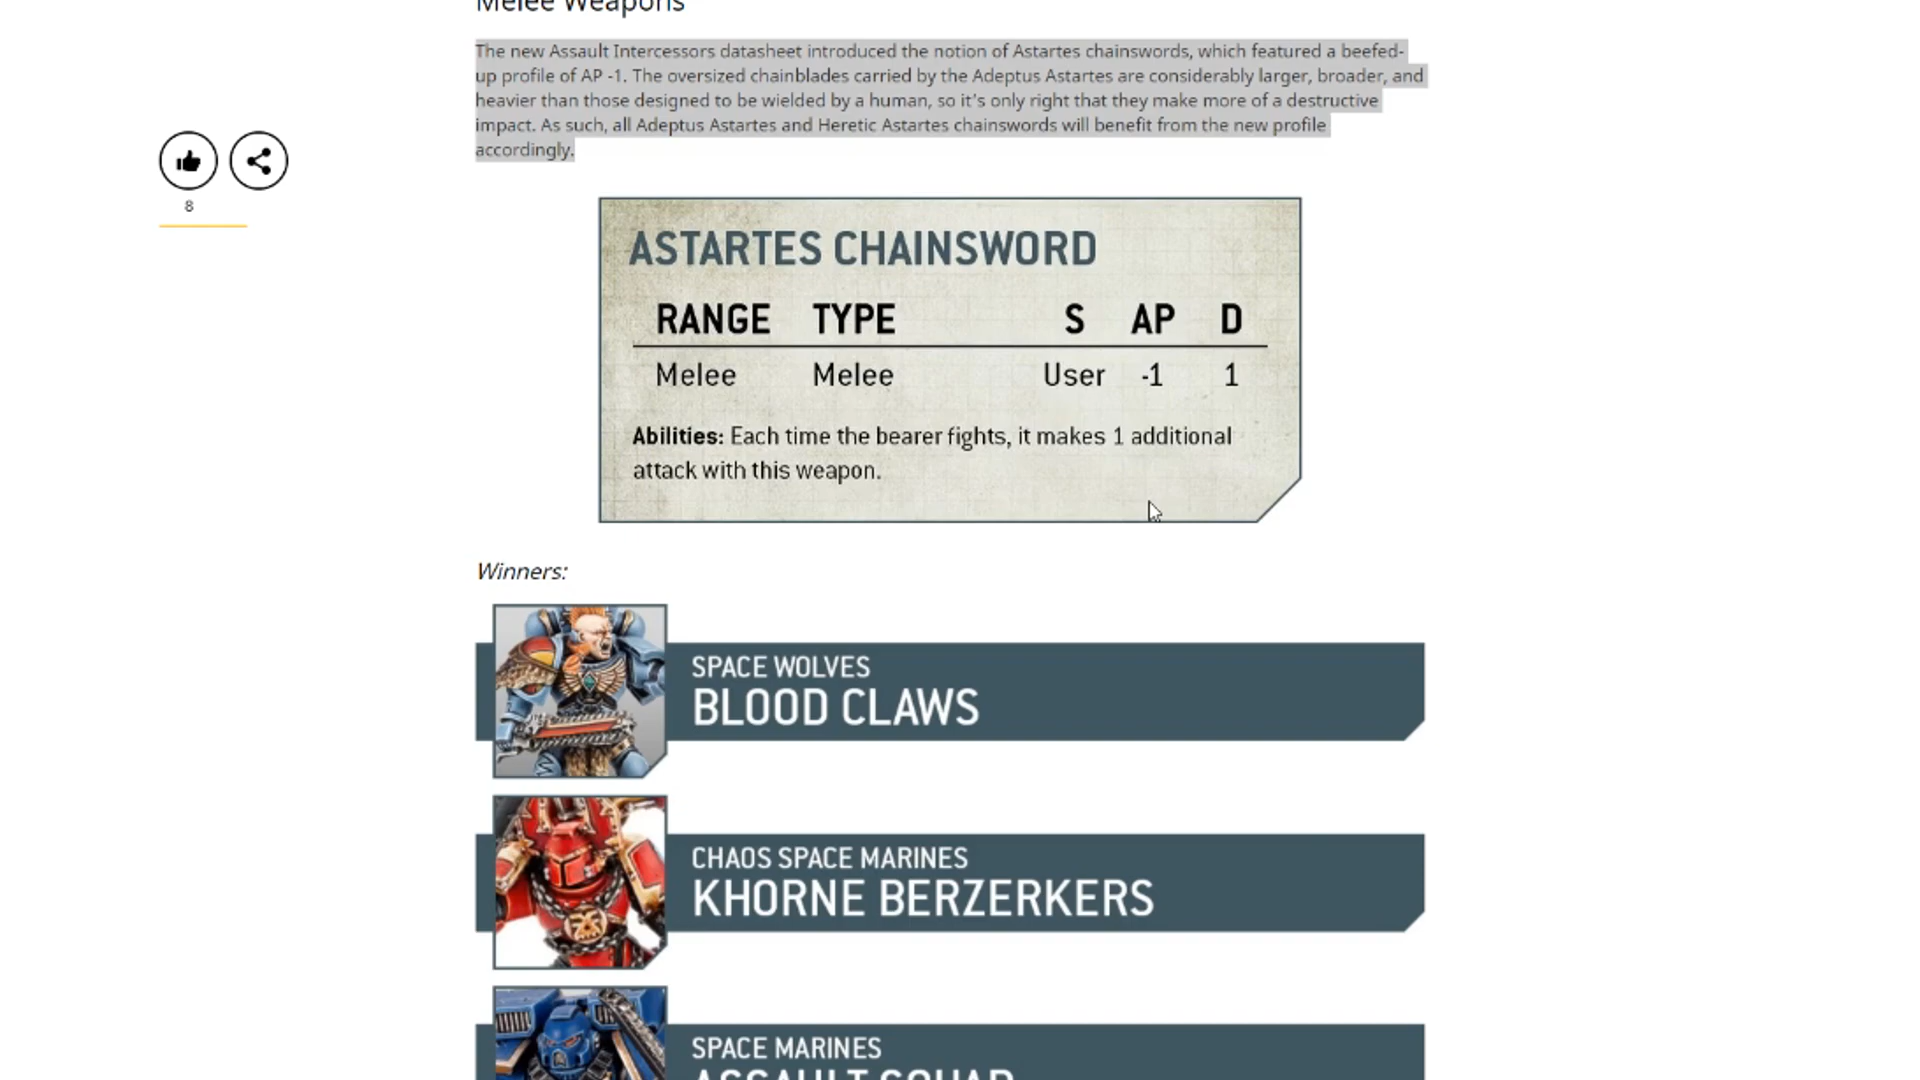 Melee Weapons
The new Assault Intercessors datasheet introduced the notion of Astartes chainswords, which featured a beefed-
up profile of AP -1. The oversized chainblades carried by the Adeptus Astartes are considerably larger, broader, and
heavier than those designed to be wielded by a human, so it's only right that they make more of a destructive
impact. As such, all Adeptus Astartes and Heretic Astartes chainswords will benefit from the new profile
accordingly.
8
ASTARTES CHAINSWORD
RANGE TYPE S AP D
Melee Melee User -1 1
Abilities: Each time the bearer fights, it makes 1 additional
attack with this weapon.
Winners:
SPACE WOLVES
BLOOD CLAWS
CHAOS SPACE MARINES
KHORNE BERZERKERS
SPACE MARINES
ASSAULT SQUAD